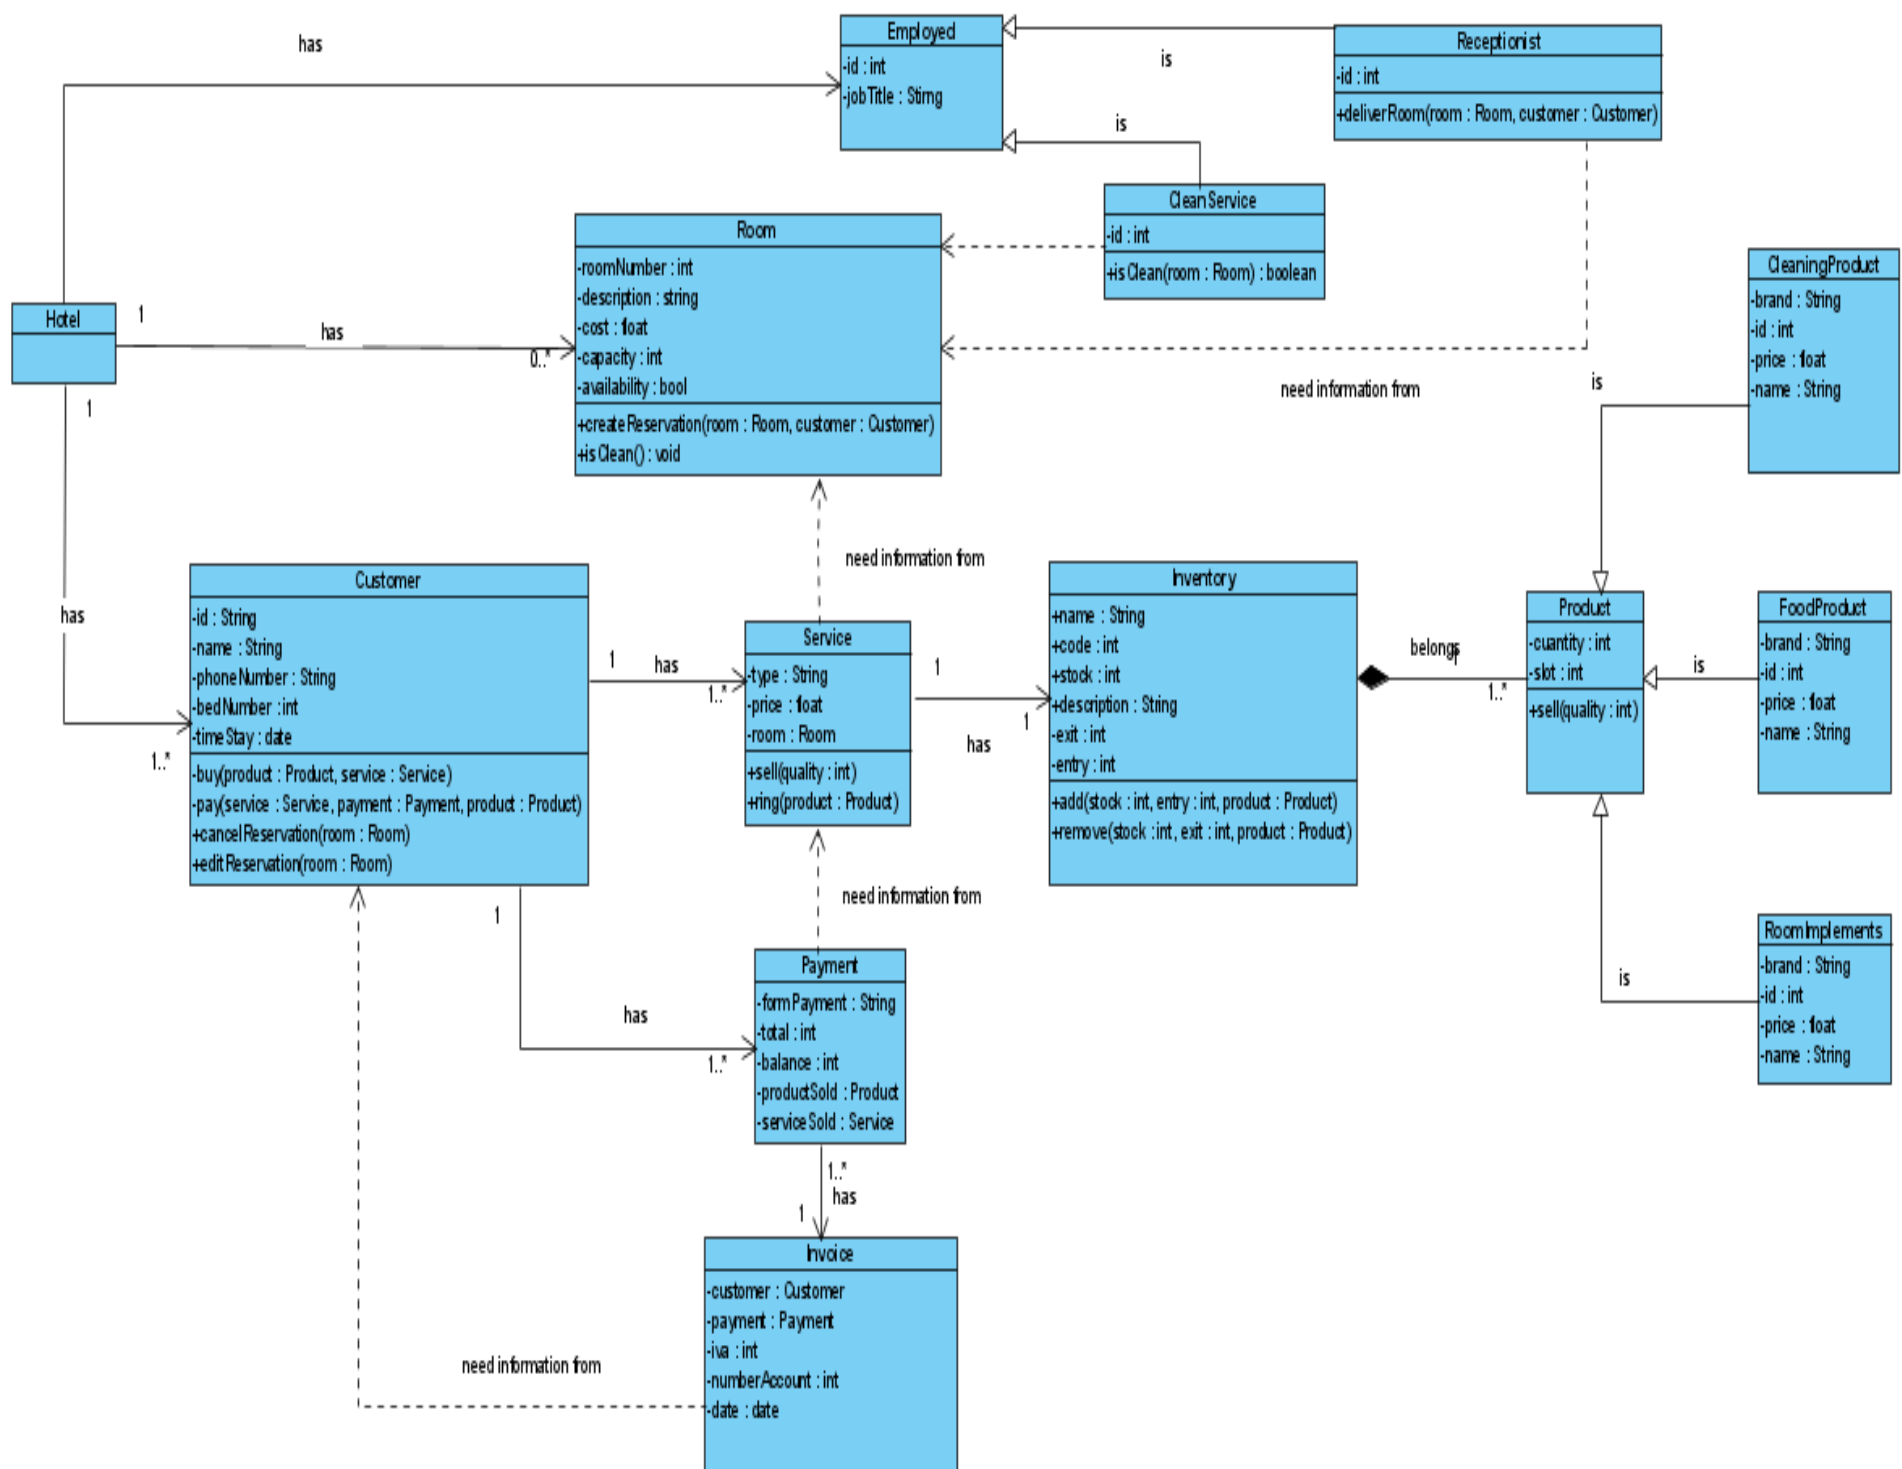 Employed
-id : int
-jobTitle : Stirng
has
is
Receptionist
-id : int
+deliverRoom(room : Room, customer : Customer)
is
CleanService
-id : int
+isClean(room : Room) : boolean
Room
-roomNumber : int
-description : string
-cost : float
-capacity : int
-availability : bool
+createReservation(room : Room, customer : Customer)
+isClean() : void
Hotel
1
has
0..*
1
need information from
is
CleaningProduct
-brand : String
-id : int
-price : float
-name : String
has
1..*
Customer
-id : String
-name : String
-phoneNumber : String
-bedNumber : int
-timeStay : date
-buy(product : Product, service : Service)
-pay(service : Service, payment : Payment, product : Product)
+cancelReservation(room : Room)
+editReservation(room : Room)
need information from
1
has
1..*
Service
-type : String
-price : float
-room : Room
+sell(quality : int)
+ring(product : Product)
1
has
1
Inventory
+name : String
+code : int
+stock : int
+description : String
-exit : int
-entry : int
+add(stock : int, entry : int, product : Product)
+remove(stock : int, exit : int, product : Product)
belongs
1..*
Product
-cuantity : int
-slot : int
+sell(quality : int)
is
FoodProduct
-brand : String
-id : int
-price : float
-name : String
need information from
1
has
1..*
Payment
-formPayment : String
-total : int
-balance : int
-productSold : Product
-serviceSold : Service
is
RoomImplements
-brand : String
-id : int
-price : float
-name : String
1..*
has
1
Invoice
-customer : Customer
-payment : Payment
-iva : int
-numberAccount : int
-date : date
need information from